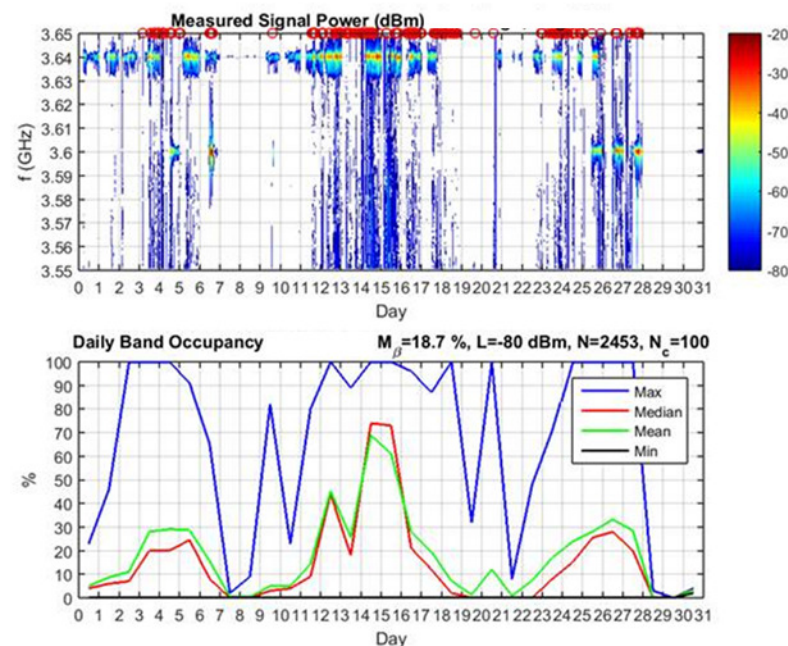 Measured Signal Power (dBm)
3.65
3.64
3.63
3.62
3.61
3.6
3.59
3.58
3.57
3.56
3.55
f (GHz)
0 1 2 3 4 5 6 7 8 9 10 11 12 13 14 15 16 17 18 19 20 21 22 23 24 25 26 27 28 29 30 31
Day
-20
-30
-40
-50
-60
-70
-80
Daily Band Occupancy
M_β=18.7 %, L=-80 dBm, N=2453, N_c=100
100
90
80
70
60
50
40
30
20
10
0
%
Max
Median
Mean
Min
0 1 2 3 4 5 6 7 8 9 10 11 12 13 14 15 16 17 18 19 20 21 22 23 24 25 26 27 28 29 30 31
Day